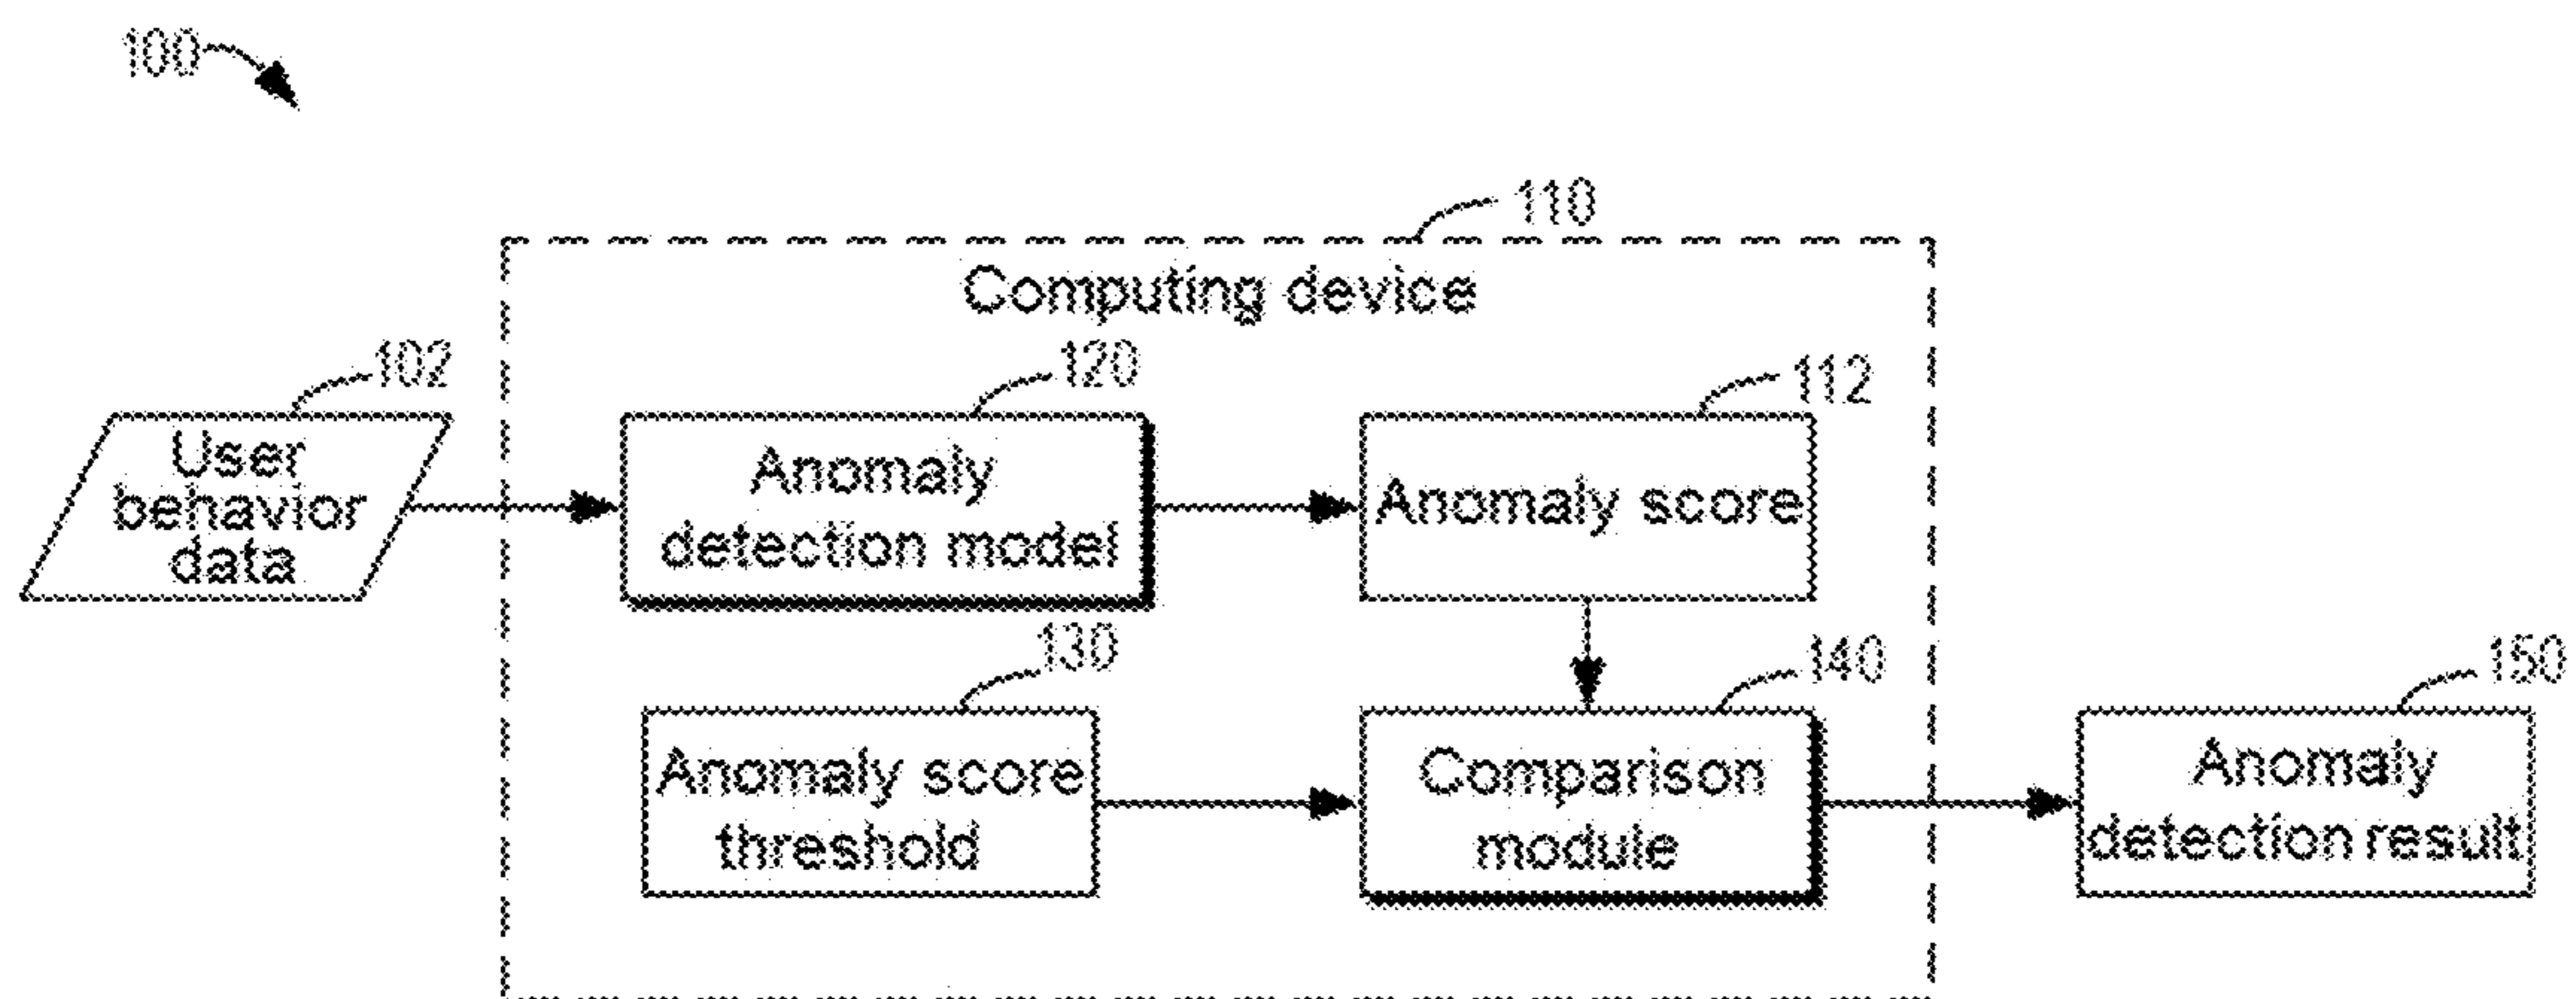 100
110
Computing device
102
120
112
User
behavior
data
Anomaly
detection model
Anomaly score
130
140
150
Anomaly score
threshold
Comparison
module
Anomaly
detection result